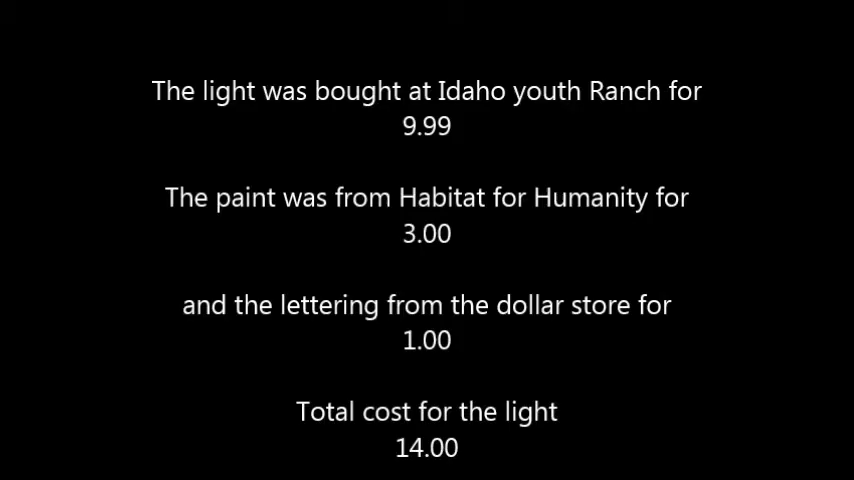 The light was bought at Idaho youth Ranch for
9.99
The paint was from Habitat for Humanity for
3.00
and the lettering from the dollar store for
1.00
Total cost for the light
14.00